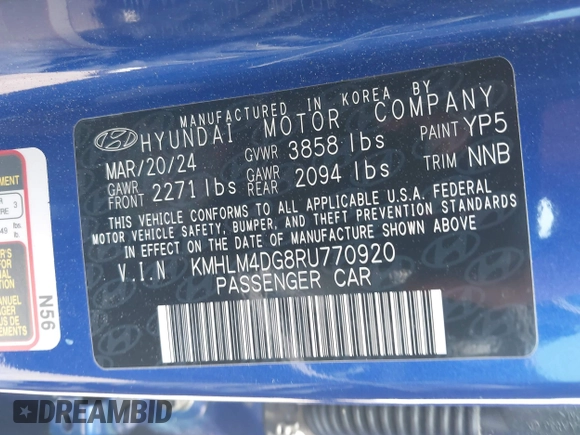 MANUFACTURED IN KOREA BY
HYUNDAI MOTOR COMPANY
MAR/20/24 GVWR 3858 lbs PAINT YP5
GAWR FRONT 2271 lbs GAWR REAR 2094 lbs TRIM NNB
THIS VEHICLE CONFORMS TO ALL APPLICABLE U.S.A. FEDERAL
MOTOR VEHICLE SAFETY, BUMPER, AND THEFT PREVENTION STANDARDS
IN EFFECT ON THE DATE OF MANUFACTURE SHOWN ABOVE.
V.I.N KMHLM4DG8RU770920
PASSENGER CAR
3
N56
DREAMBID